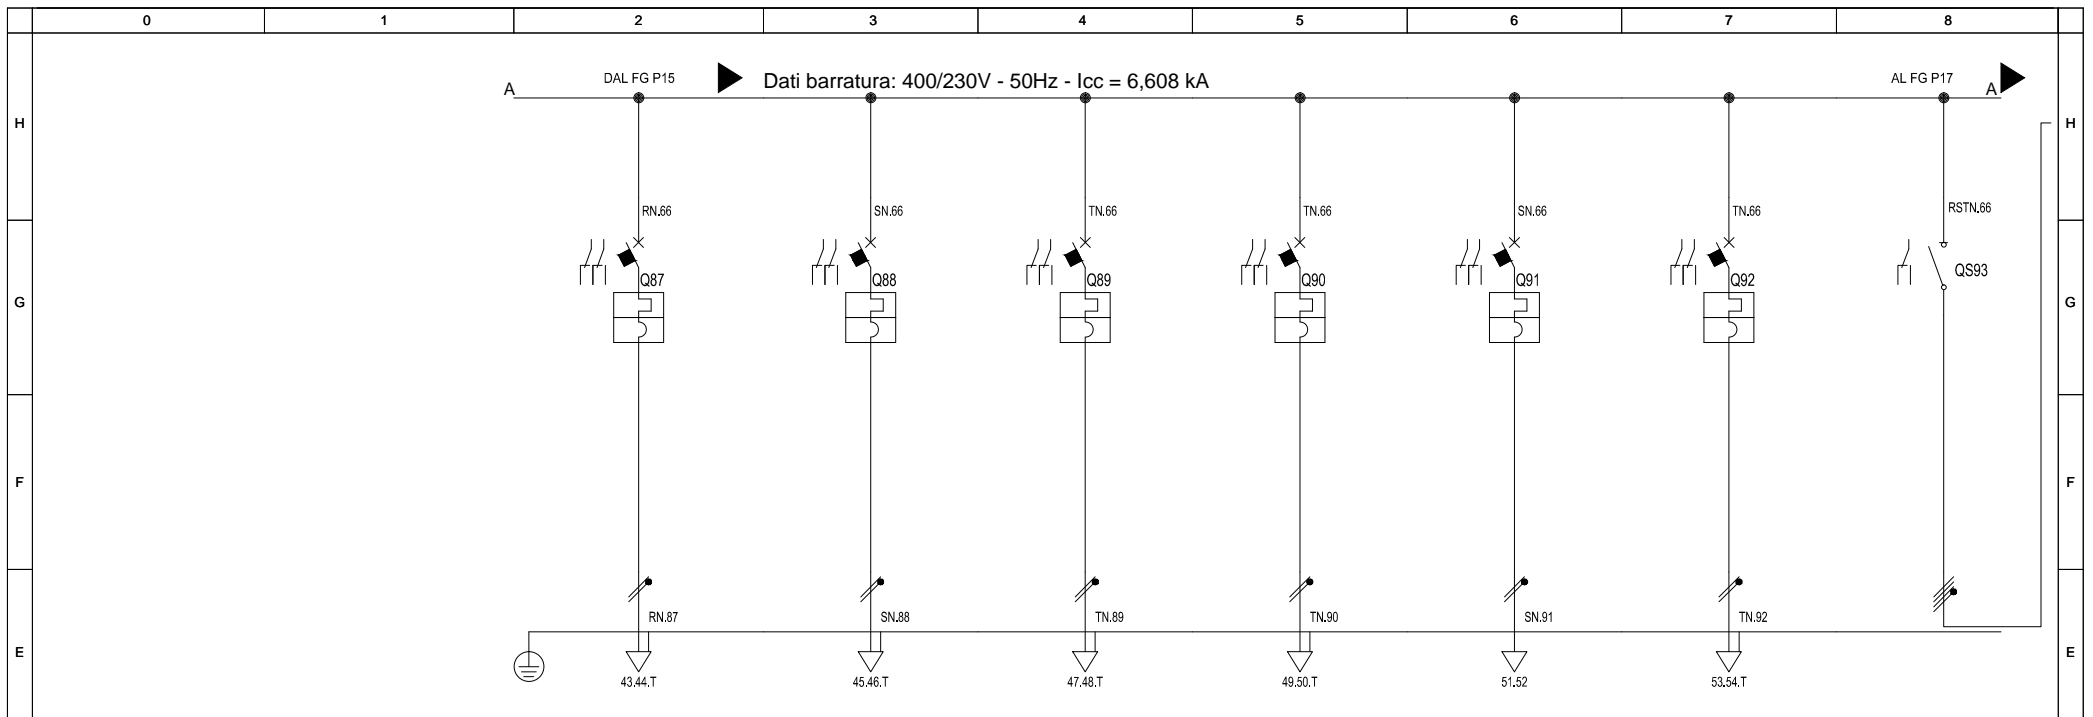 0 1 2 3 4 5 6 7 8
DAL FG P15 Dati barratura: 400/230V - 50Hz - Icc = 6,608 kA AL FG P17
A A
H H
RN.66 SN.66 TN.66 TN.66 SN.66 TN.66 RSTN.66
Q87 Q88 Q89 Q90 Q91 Q92 QS93
G G
F F
RN.87 SN.88 TN.89 TN.90 SN.91 TN.92
E E
43.44.T 45.46.T 47.48.T 49.50.T 51.52 53.54.T